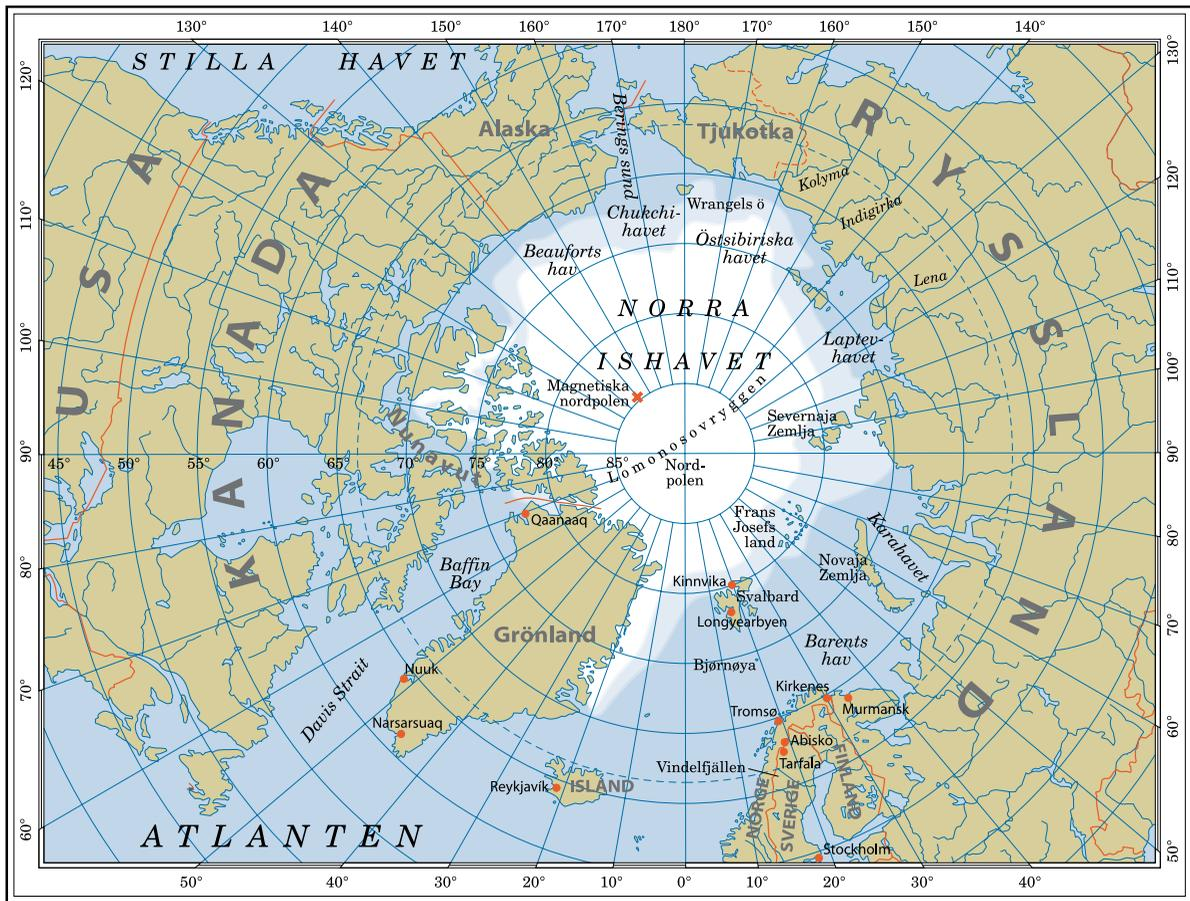 130°
140°
150°
160°
170°
180°
170°
160°
150°
140°
130°
STILLA HAVET
120°
Alaska
Berings sund
Tjukotka
RYSSLAND
USA
KANADA
Kolyma
120°
Wrangels ö
Indigirka
110°
Chukchi-
havet
Östsibiriska
havet
Beauforts
hav
Lena
110°
NORRA
ISHAVET
100°
Laptev-
havet
100°
Magnetiska
nordpolen
Lomonosovryggen
Severnaja
Zemlja
Nunavut
90°
45°
50°
55°
60°
65°
70°
75°
80°
85°
Nord-
polen
90°
Qaanaaq
Frans
Josefs
land
Karahavet
80°
Baffin
Bay
Novaja
Zemlja
80°
Kinnvika
Svalbard
Longyearbyen
Grönland
Barents
hav
70°
Bjørnøya
70°
Nuuk
Davis Strait
Kirkenes
Murmansk
Narsarsuaq
Tromsø
60°
Abisko
Tarfala
Vindelfjällen
Reykjavík
ISLAND
NORGE
SVERIGE
FINLAND
60°
ATLANTEN
Stockholm
50°
50°
40°
30°
20°
10°
0°
10°
20°
30°
40°